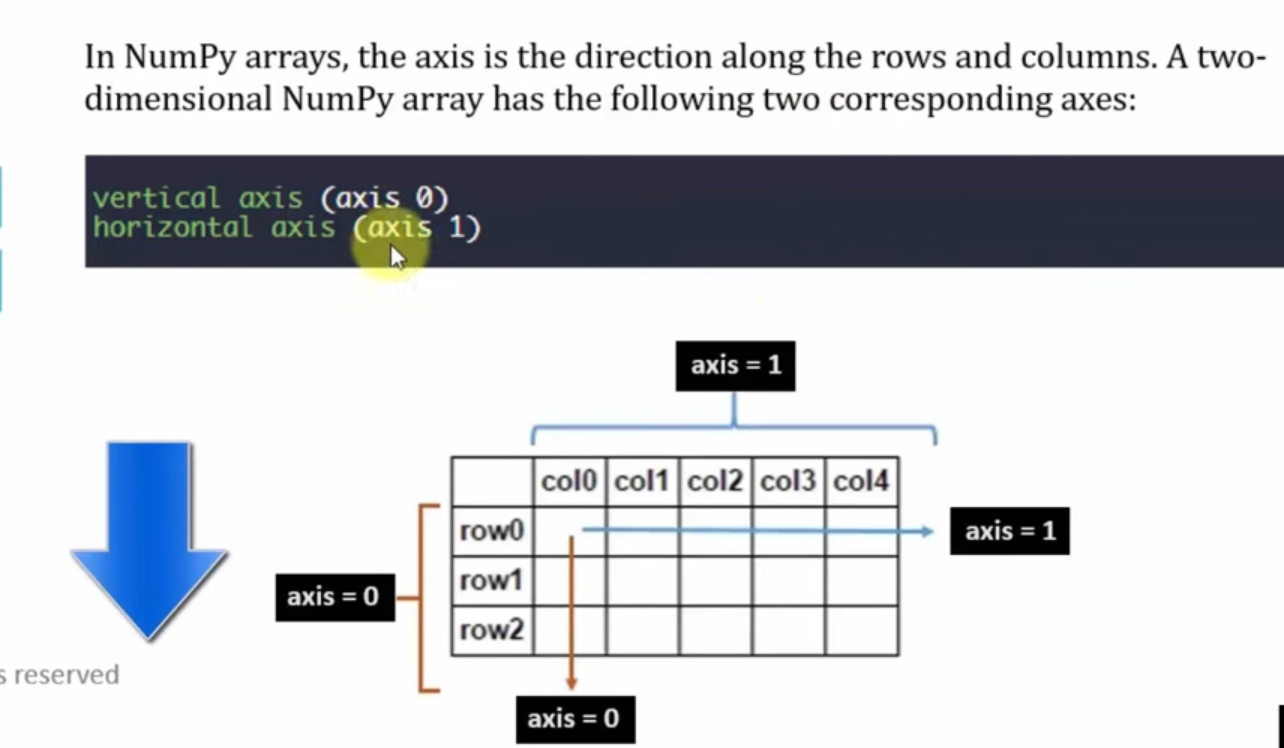 In NumPy arrays, the axis is the direction along the rows and columns. A two-
dimensional NumPy array has the following two corresponding axes:
vertical axis (axis 0)
horizontal axis (axis 1)
axis = 1
col0 col1 col2 col3 col4
row0
axis = 1
row1
axis = 0
row2
s reserved
axis = 0